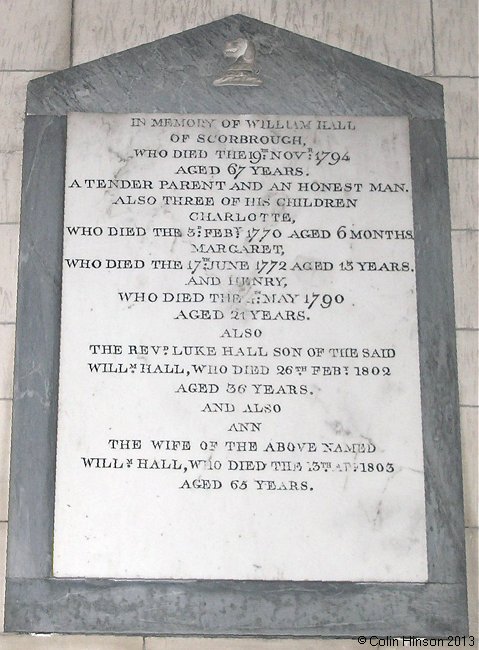 IN MEMORY OF WILLIAM HALL
OF SCORBROUGH,
WHO DIED THE 19TH NOVR 1794
AGED 67 YEARS.
A TENDER PARENT AND AN HONEST MAN.
ALSO THREE OF HIS CHILDREN
CHARLOTTE,
WHO DIED THE FEBY 1770 AGED 6 MONTHS.
MARGARET,
WHO DIED THE 17TH JUNE 1772 AGED 15 YEARS.
AND HENRY,
WHO DIED THE MAY 1790
AGED 21 YEARS.
ALSO
THE REVD LUKE HALL SON OF THE SAID
WILLM HALL, WHO DIED 26TH FEBY 1802
AGED 36 YEARS.
AND ALSO
ANN
THE WIFE OF THE ABOVE NAMED
WILLM HALL, WHO DIED THE 13TH 1803
AGED 65 YEARS.
© Colin Hinson 2013